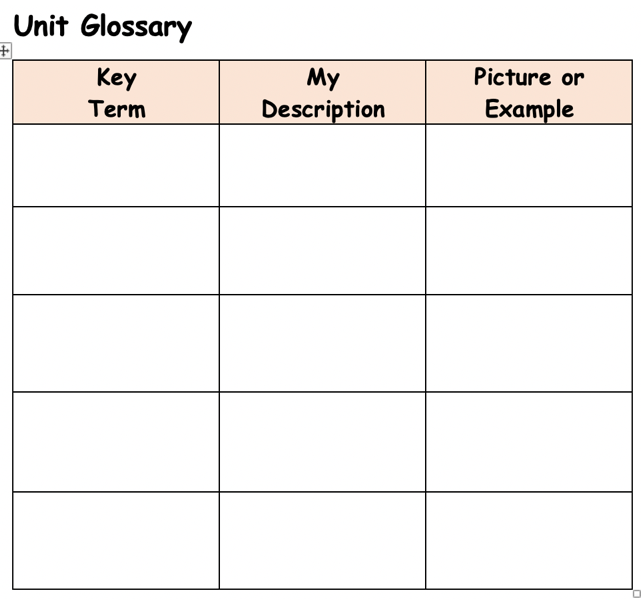 Unit Glossary
Key
Term
My
Description
Picture or
Example